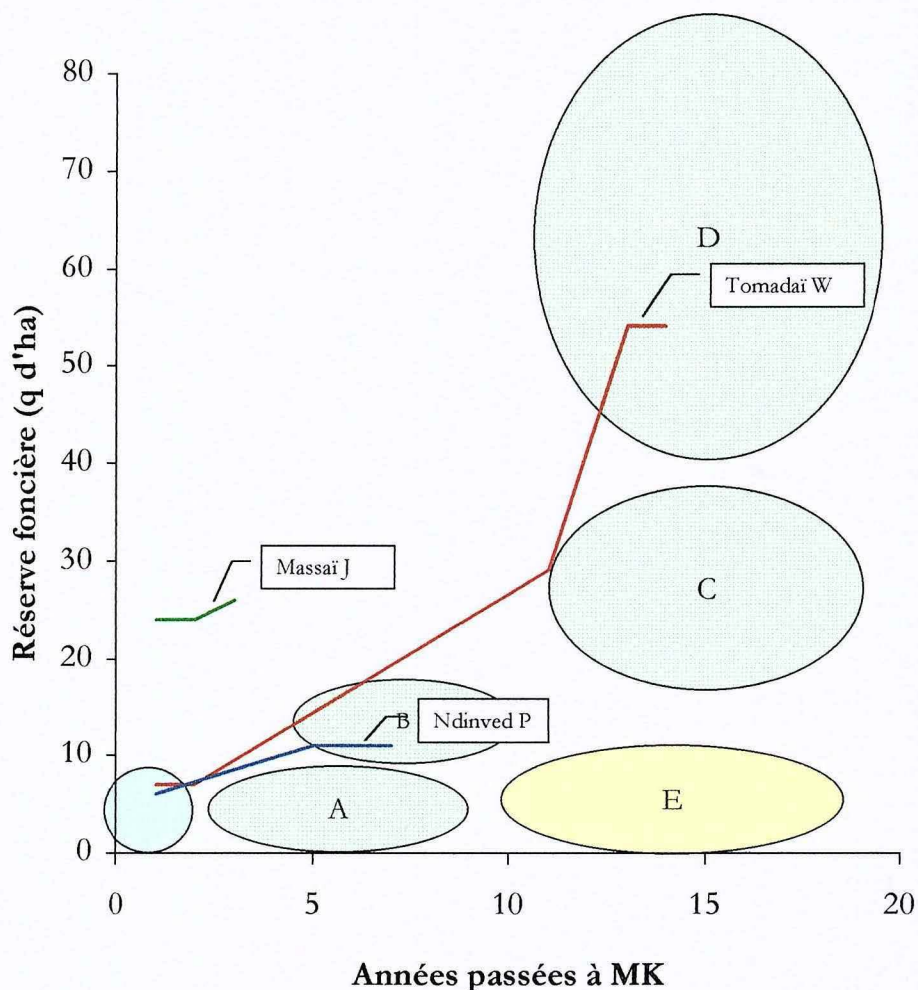 Réserve foncière (q d'ha)
80
70
60
50
40
30
20
10
0
D
Tomadaï W
Massaï J
C
B
Ndinved P
A
E
0 5 10 15 20
Années passées à MK